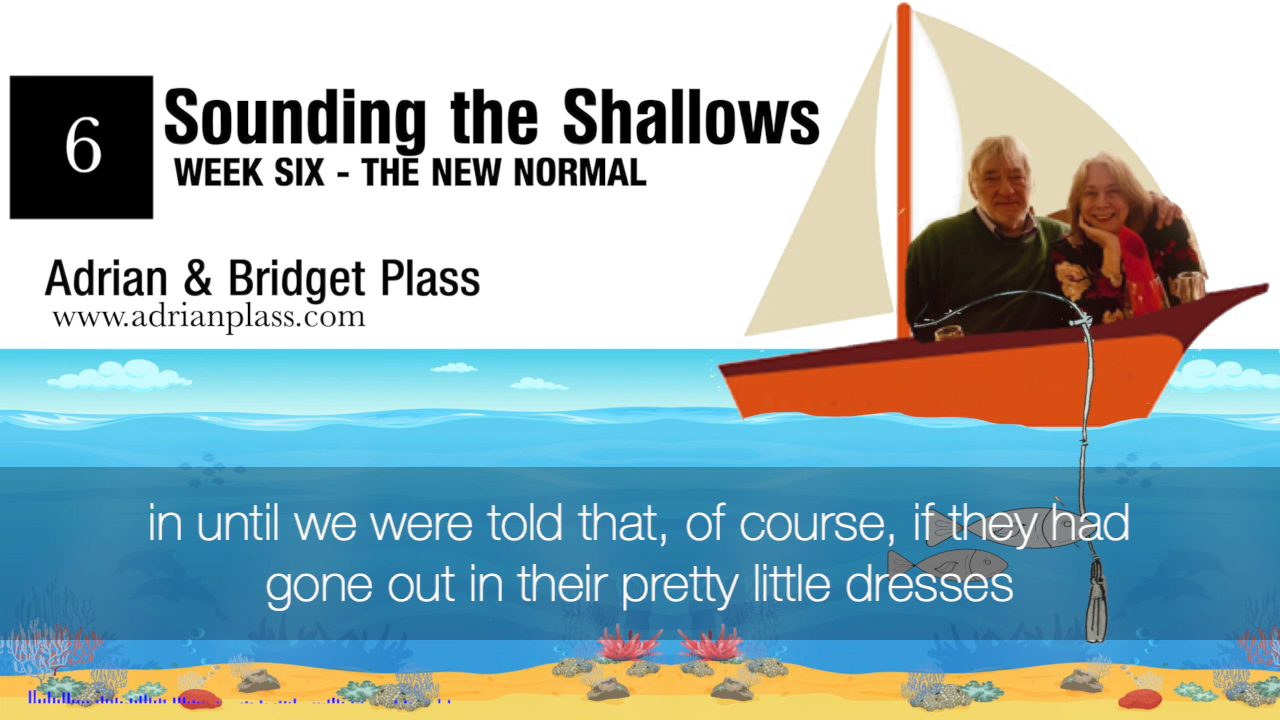 6
Sounding the Shallows
WEEK SIX - THE NEW NORMAL
Adrian & Bridget Plass
www.adrianplass.com
in until we were told that, of course, if they had
gone out in their pretty little dresses